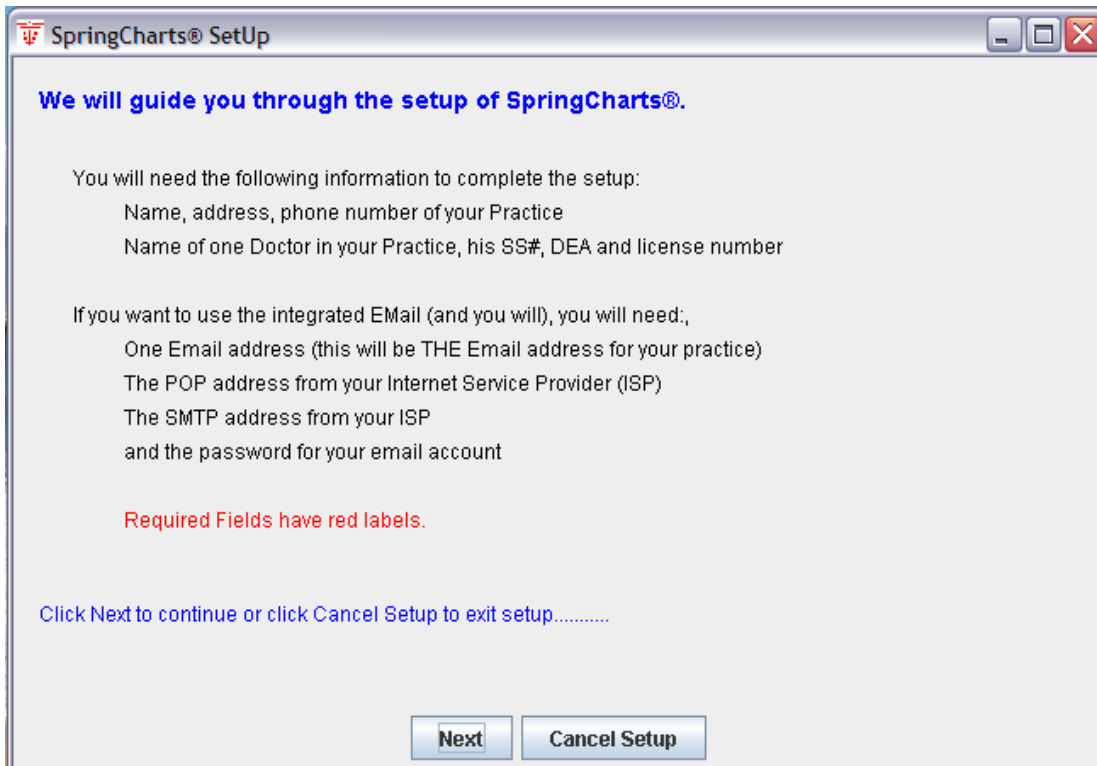 SpringCharts® SetUp
We will guide you through the setup of SpringCharts®.
You will need the following information to complete the setup:
Name, address, phone number of your Practice
Name of one Doctor in your Practice, his SS#, DEA and license number
If you want to use the integrated EMail (and you will), you will need:,
One Email address (this will be THE Email address for your practice)
The POP address from your Internet Service Provider (ISP)
The SMTP address from your ISP
and the password for your email account
Required Fields have red labels.
Click Next to continue or click Cancel Setup to exit setup...........
Next Cancel Setup